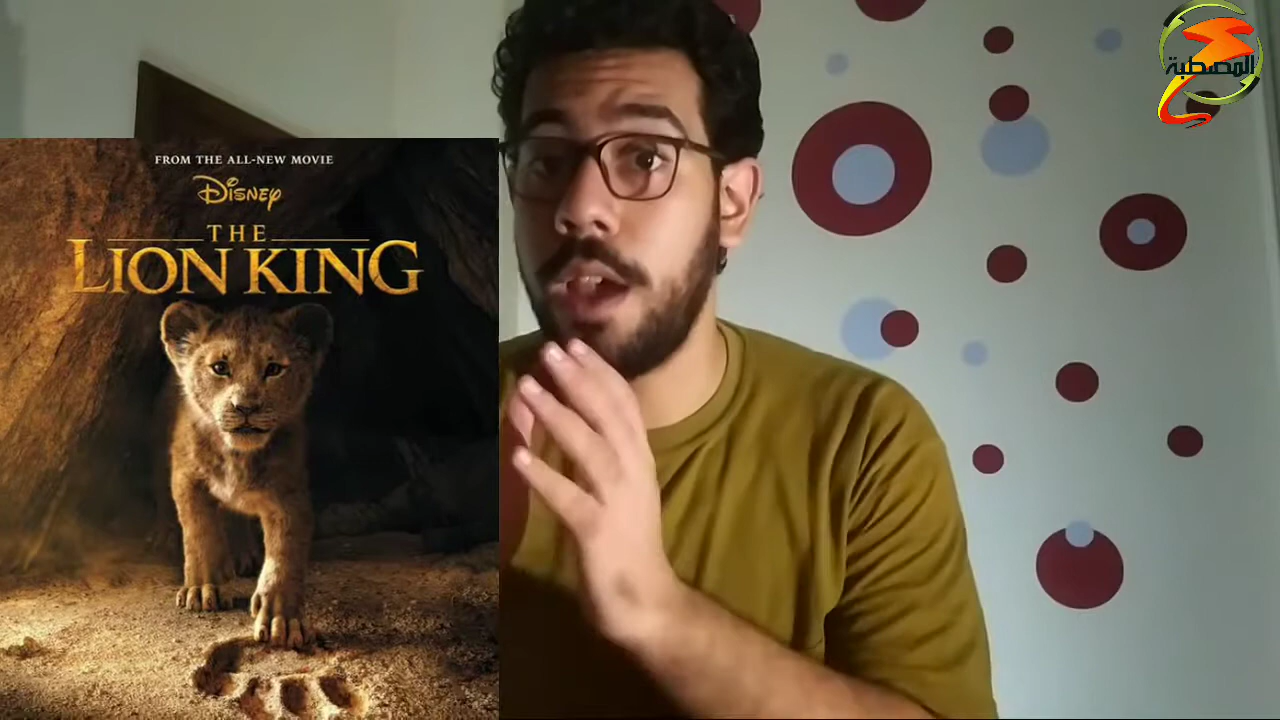 FROM THE ALL-NEW MOVIE
DISNEY
THE
LION KING
المصطبة